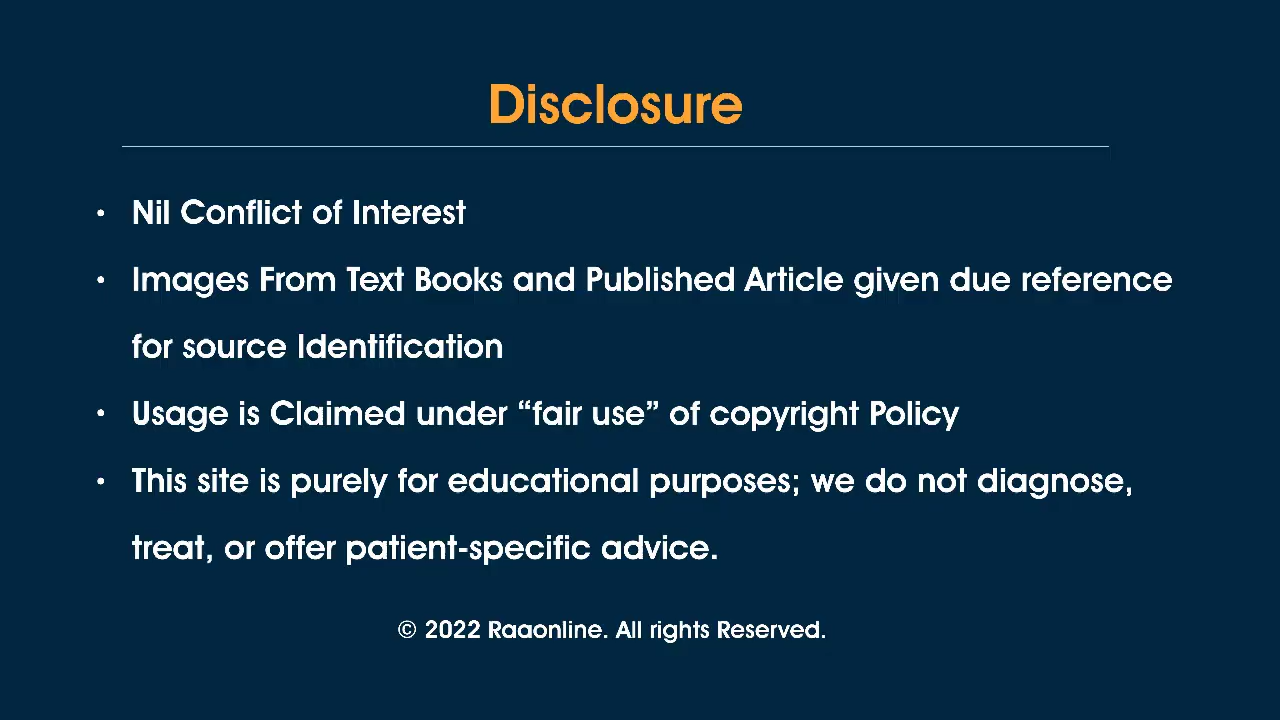 Disclosure
• Nil Conflict of Interest
• Images From Text Books and Published Article given due reference
for source Identification
• Usage is Claimed under “fair use” of copyright Policy
• This site is purely for educational purposes; we do not diagnose,
treat, or offer patient-specific advice.
© 2022 Raaonline. All rights Reserved.